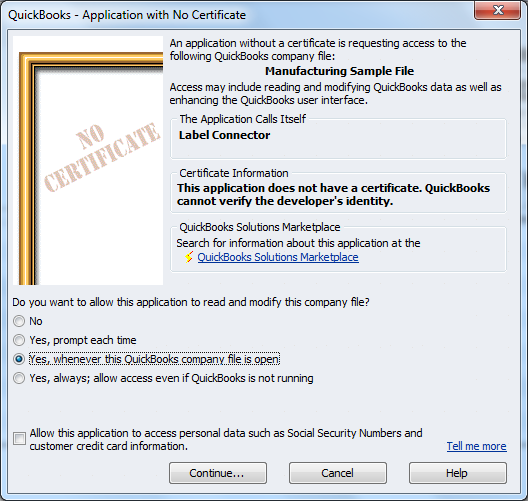 QuickBooks - Application with No Certificate
NO
CERTIFICATE
An application without a certificate is requesting access to the
following QuickBooks company file:
Manufacturing Sample File
Access may include reading and modifying QuickBooks data as well as
enhancing the QuickBooks user interface.
The Application Calls Itself
Label Connector
Certificate Information
This application does not have a certificate. QuickBooks
cannot verify the developer's identity.
QuickBooks Solutions Marketplace
Search for information about this application at the
QuickBooks Solutions Marketplace
Do you want to allow this application to read and modify this company file?
No
Yes, prompt each time
Yes, whenever this QuickBooks company file is open
Yes, always; allow access even if QuickBooks is not running
Allow this application to access personal data such as Social Security Numbers and
customer credit card information.
Tell me more
Continue...
Cancel
Help